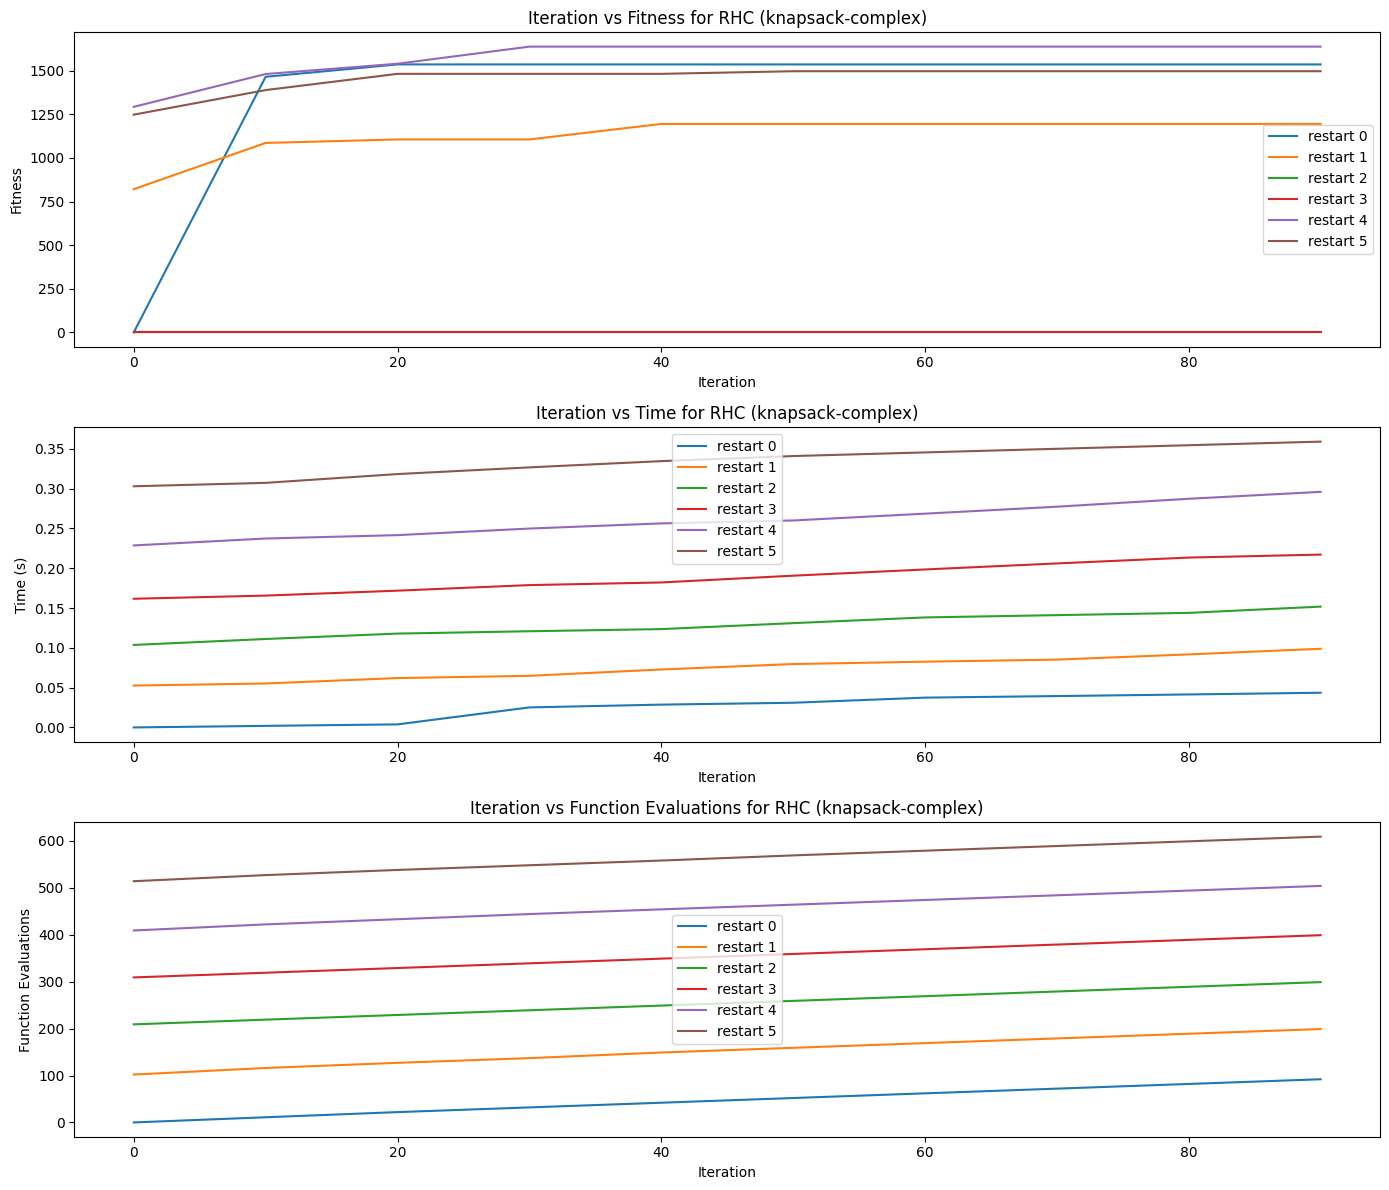 Iteration vs Fitness for RHC (knapsack-complex)
1500
1250
1000
750
500
250
0
Fitness
restart 0
restart 1
restart 2
restart 3
restart 4
restart 5
0 20 40 60 80
Iteration
Iteration vs Time for RHC (knapsack-complex)
0.35
0.30
0.25
0.20
0.15
0.10
0.05
0.00
Time (s)
restart 0
restart 1
restart 2
restart 3
restart 4
restart 5
0 20 40 60 80
Iteration
Iteration vs Function Evaluations for RHC (knapsack-complex)
600
500
400
300
200
100
0
Function Evaluations
restart 0
restart 1
restart 2
restart 3
restart 4
restart 5
0 20 40 60 80
Iteration